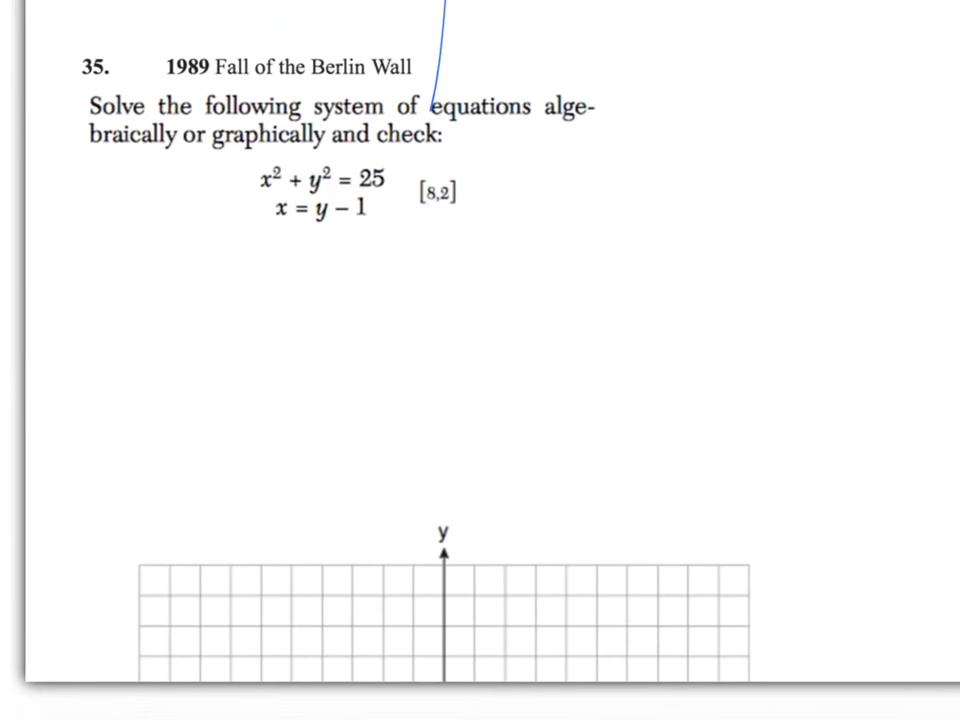 35. 1989 Fall of the Berlin Wall
Solve the following system of equations alge-
braically or graphically and check:
x² + y² = 25 [8,2]
x = y − 1
y